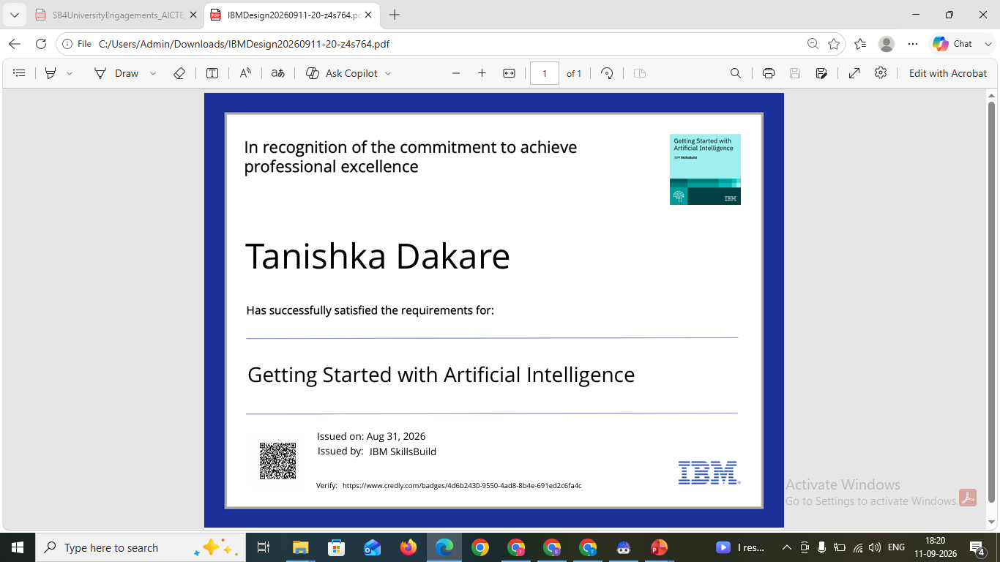 SB4UniversityEngagements_AICTE
IBMDesign20260911-20-z4s764.pd
File C:/Users/Admin/Downloads/IBMDesign20260911-20-z4s764.pdf
Chat
Draw
Ask Copilot
1 of 1
Edit with Acrobat
In recognition of the commitment to achieve
professional excellence
Getting Started with
Artificial Intelligence
IBM SkillsBuild
IBM
Tanishka Dakare
Has successfully satisfied the requirements for:
Getting Started with Artificial Intelligence
Issued on: Aug 31, 2026
Issued by: IBM SkillsBuild
Verify: https://www.credly.com/badges/4d6b2430-9550-4ad8-8b4e-691ed2c6fa4c
IBM
Activate Windows
Go to Settings to activate Windows.
Type here to search
I res...
ENG
18:20
11-09-2026
4